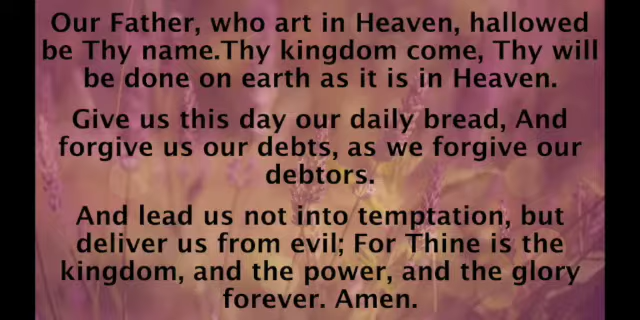 Our Father, who art in Heaven, hallowed
be Thy name.Thy kingdom come, Thy will
be done on earth as it is in Heaven.
Give us this day our daily bread, And
forgive us our debts, as we forgive our
debtors.
And lead us not into temptation, but
deliver us from evil; For Thine is the
kingdom, and the power, and the glory
forever. Amen.